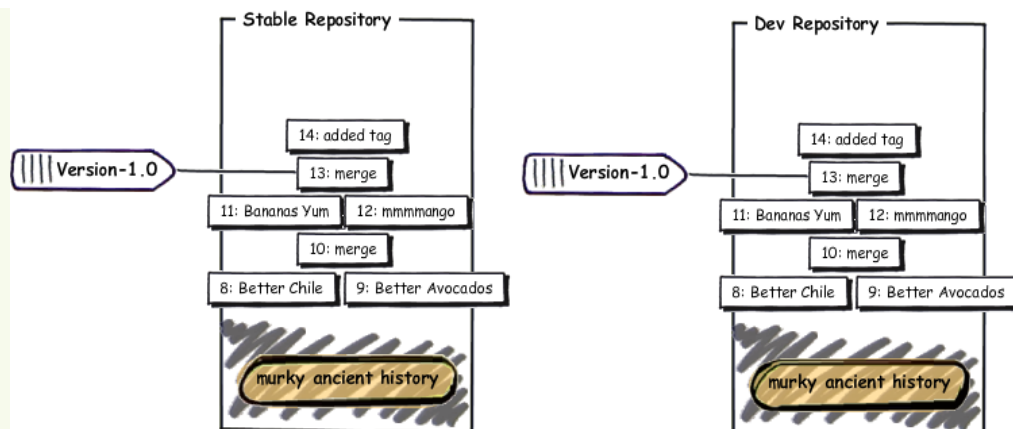 Stable Repository
14: added tag
Version-1.0
13: merge
11: Bananas Yum
12: mmmmango
10: merge
8: Better Chile
9: Better Avocados
murky ancient history
Dev Repository
14: added tag
Version-1.0
13: merge
11: Bananas Yum
12: mmmmango
10: merge
8: Better Chile
9: Better Avocados
murky ancient history